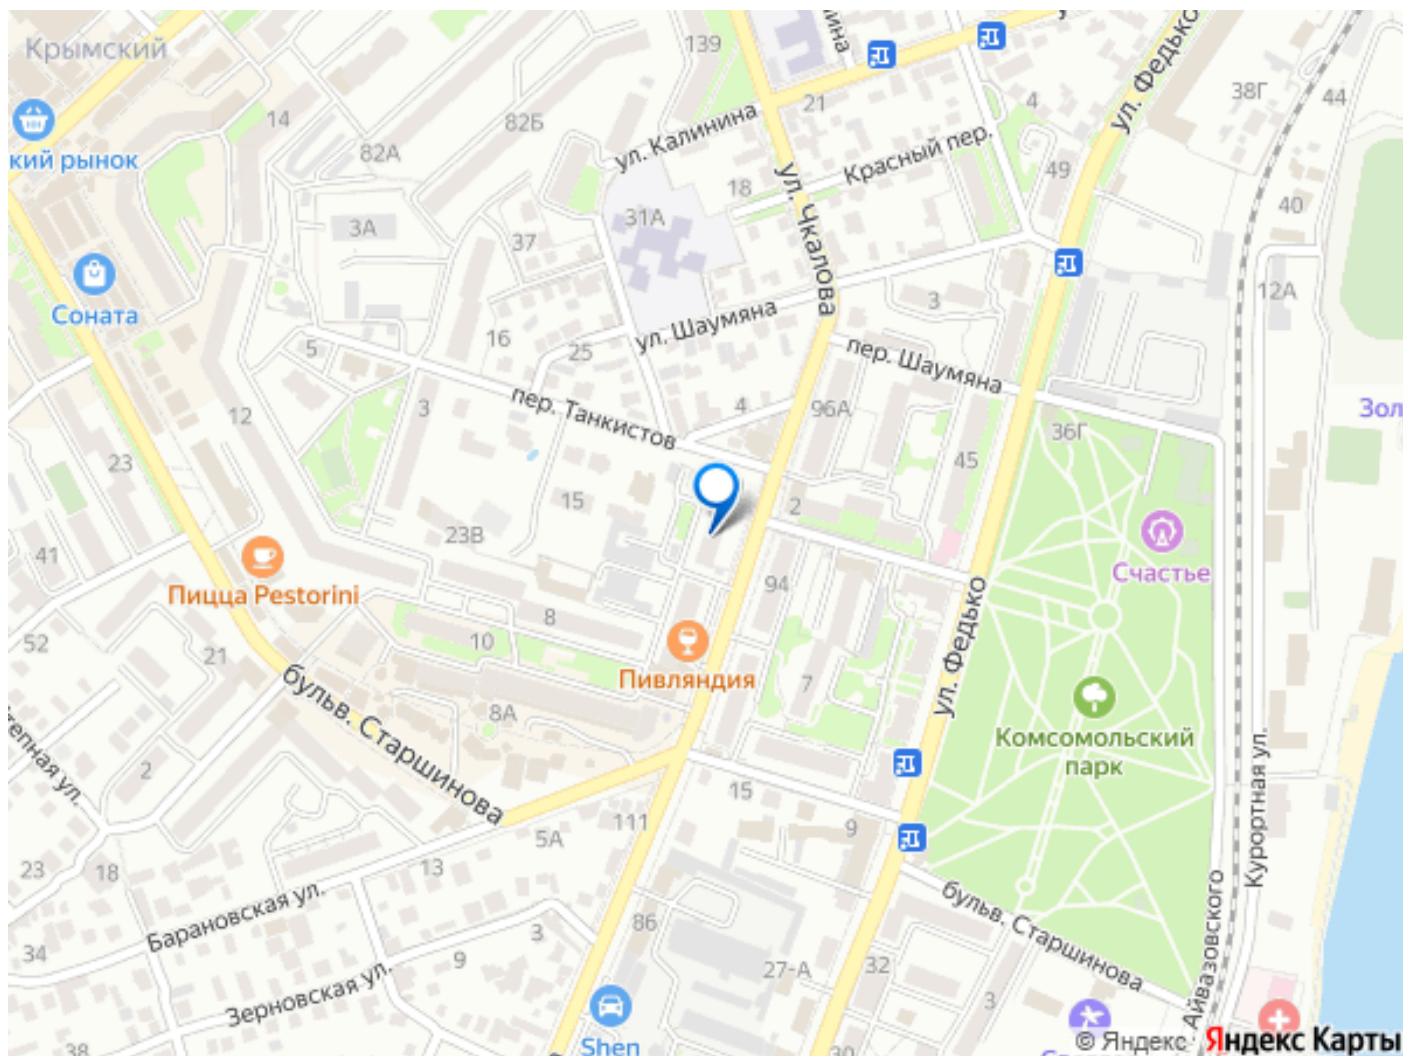 Крымский
139
38Г
44
ул. Федько
21
4
14
82Б
ул. Калинина
82А
кий рынок
Красный пер.
49
18
ул. Чкалова
31А
3А
37
40
Соната
12А
3
16
ул. Шаумяна
25
5
пер. Шаумяна
пер. Танкистов
4
96А
3
12
Зол
36Г
45
23
15
2
23В
41
Счастье
94
Пицца Pestorini
ул. Федько
8
10
52
21
Пивляндия
7
бульв. Старшинова
8А
Комсомольский
парк
2
15
Курортная ул.
111
5А
9
23
18
13
бульв. Старшинова
Барановская ул.
86
3
34
9
27-А
32
3
Айвазовского
Зерновская ул.
38
Shen
30
© Яндекс
Яндекс Карты